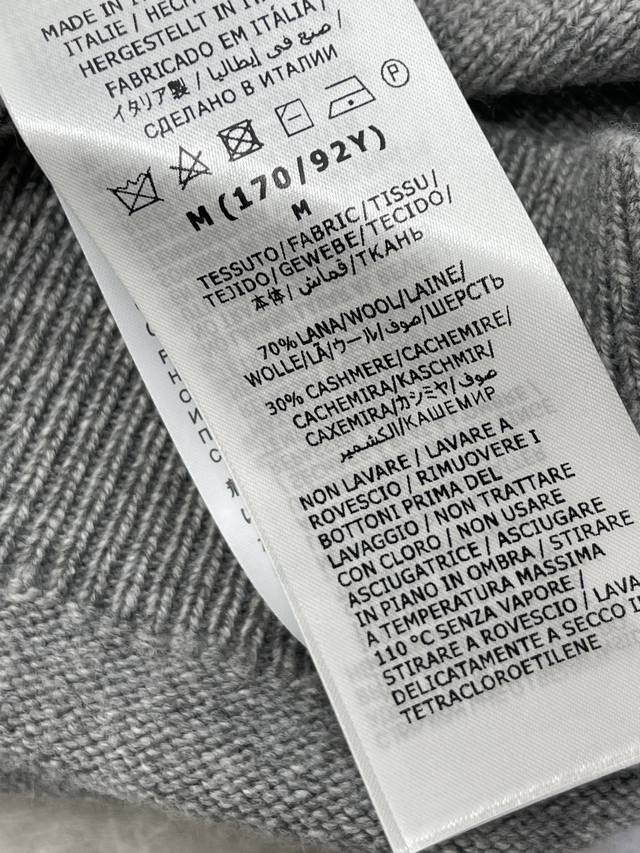 MADE IN
ITALIE / HECH
HERGESTELLT IN ITAL
FABRICADO EM ITÁLIA /
イタリア製 / صنع في إيطاليا /
СДЕЛАНО В ИТАЛИИ
P
M (170/92Y)
M
TESSUTO/FABRIC/TISSU/
TEJIDO/GEWEBE/TECIDO/
本体/ قماش/ТКАНЬ
70% LANA/WOOL/LAINE/
WOLLE/LÃ/ウール/صوف/ШЕРСТЬ
30% CASHMERE/CACHEMIRE/
CACHEMIRA/KASCHMIR/
CAXEMIRA/カシミヤ/صوف
الكشمير/КАШЕМИР
NON LAVARE / LAVARE A
ROVESCIO / RIMUOVERE I
BOTTONI PRIMA DEL
LAVAGGIO / NON TRATTARE
CON CLORO / NON USARE
ASCIUGATRICE / ASCIUGARE
IN PIANO IN OMBRA / STIRARE
A TEMPERATURA MASSIMA
110 °C SENZA VAPORE /
STIRARE A ROVESCIO / LAVA
DELICATAMENTE A SECCO IN
TETRACLOROETILENE